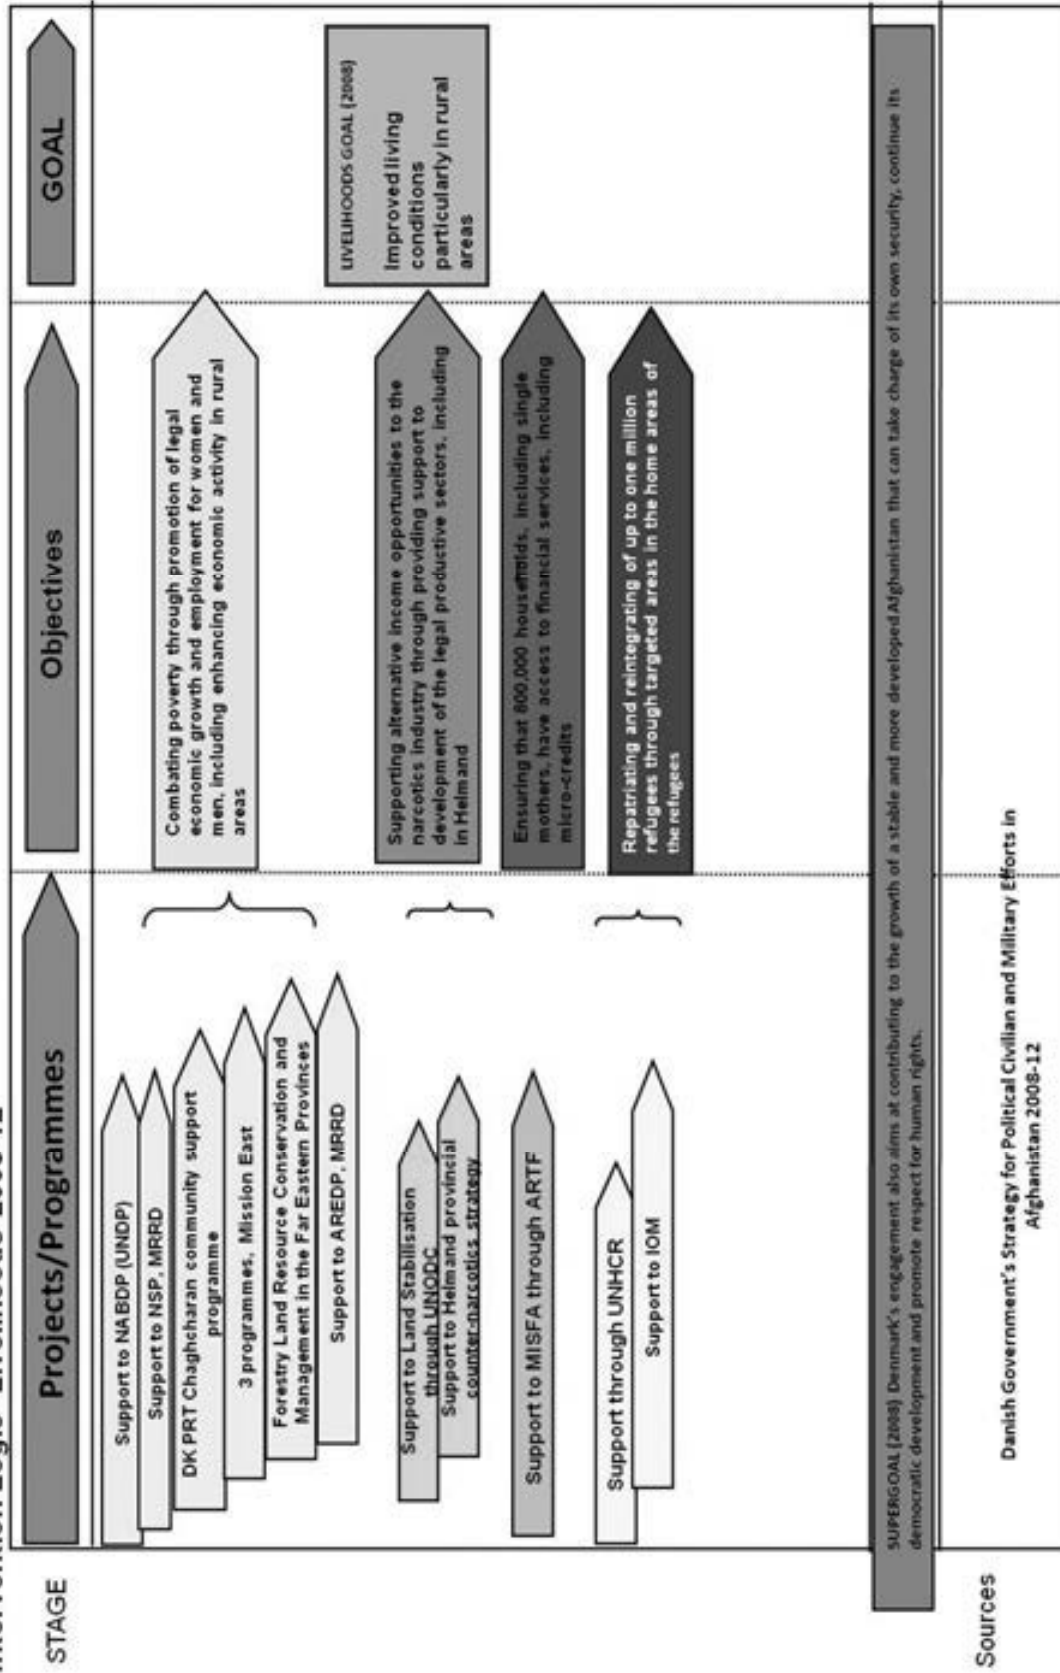 STAGE
Projects/Programmes
Objectives
GOAL
Support to NABDP (UNDP)
Support to NSP, MRRD
DK PRT Chaghcharan community support
programme
3 programmes, Mission East
Forestry Land Resource Conservation and
Management in the Far Eastern Provinces
Support to AREDP, MRRD
Combating poverty through promotion of legal
economic growth and employment for women and
men, including enhancing economic activity in rural
areas
Support to Land Stabilisation
through UNODC
Support to Helmand provincial
counter-narcotics strategy
Supporting alternative income opportunities to the
narcotics industry through providing support to
development of the legal productive sectors, including
in Helmand
Support to MISFA through ARTF
Ensuring that 800,000 households, including single
mothers, have access to financial services, including
micro-credits
Support through UNHCR
Support to IOM
Repatriating and reintegrating of up to one million
refugees through targeted areas in the home areas of
the refugees
LIVELIHOODS GOAL (2008)
Improved living
conditions
particularly in rural
areas
SUPERGOAL (2008) Denmark's engagement also aims at contributing to the growth of a stable and more developed Afghanistan that can take charge of its own security, continue its
democratic development and promote respect for human rights.
Sources
Danish Government's Strategy for Political Civilian and Military Efforts in
Afghanistan 2008-12